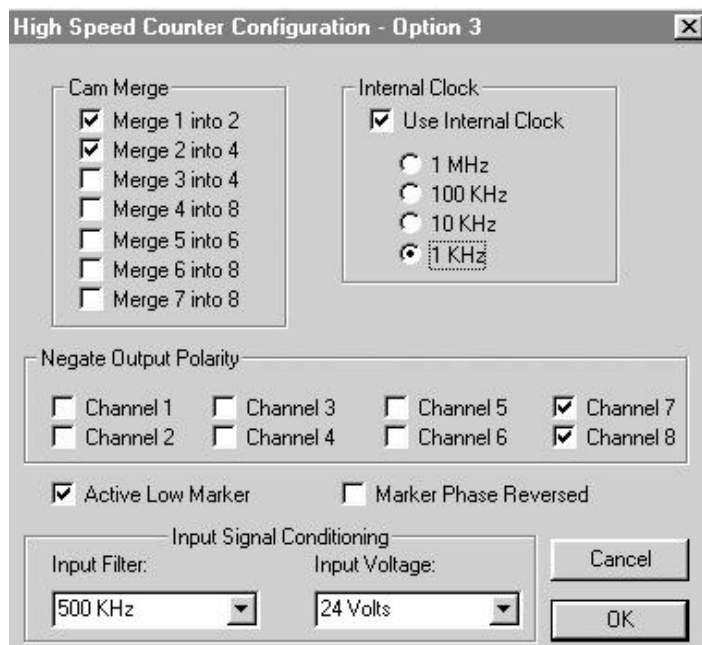 High Speed Counter Configuration - Option 3
Cam Merge
Merge 1 into 2
Merge 2 into 4
Merge 3 into 4
Merge 4 into 8
Merge 5 into 6
Merge 6 into 8
Merge 7 into 8
Internal Clock
Use Internal Clock
1 MHz
100 KHz
10 KHz
1 KHz
Negate Output Polarity
Channel 1 Channel 3 Channel 5 Channel 7
Channel 2 Channel 4 Channel 6 Channel 8
Active Low Marker Marker Phase Reversed
Input Signal Conditioning
Input Filter: Input Voltage:
500 KHz 24 Volts
Cancel
OK